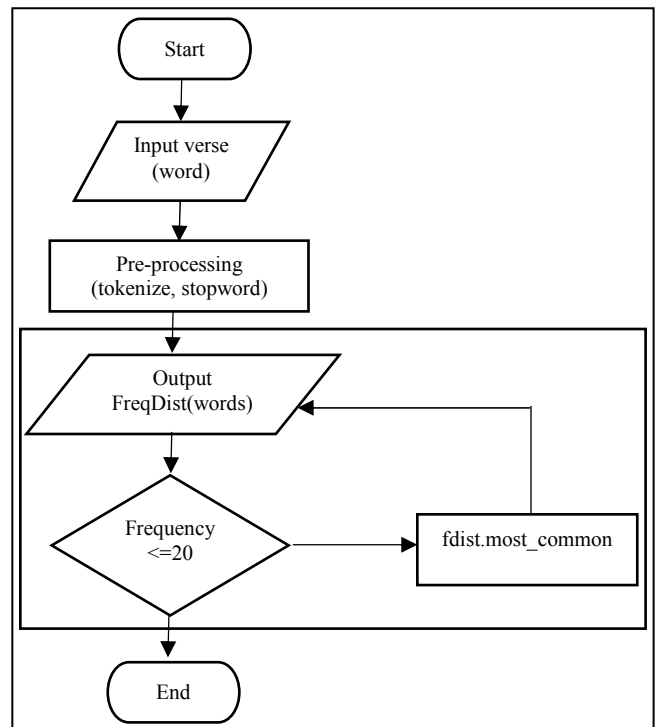 Start
Input verse
(word)
Pre-processing
(tokenize, stopword)
Output
FreqDist(words)
Frequency
<=20
fdist.most_common
End